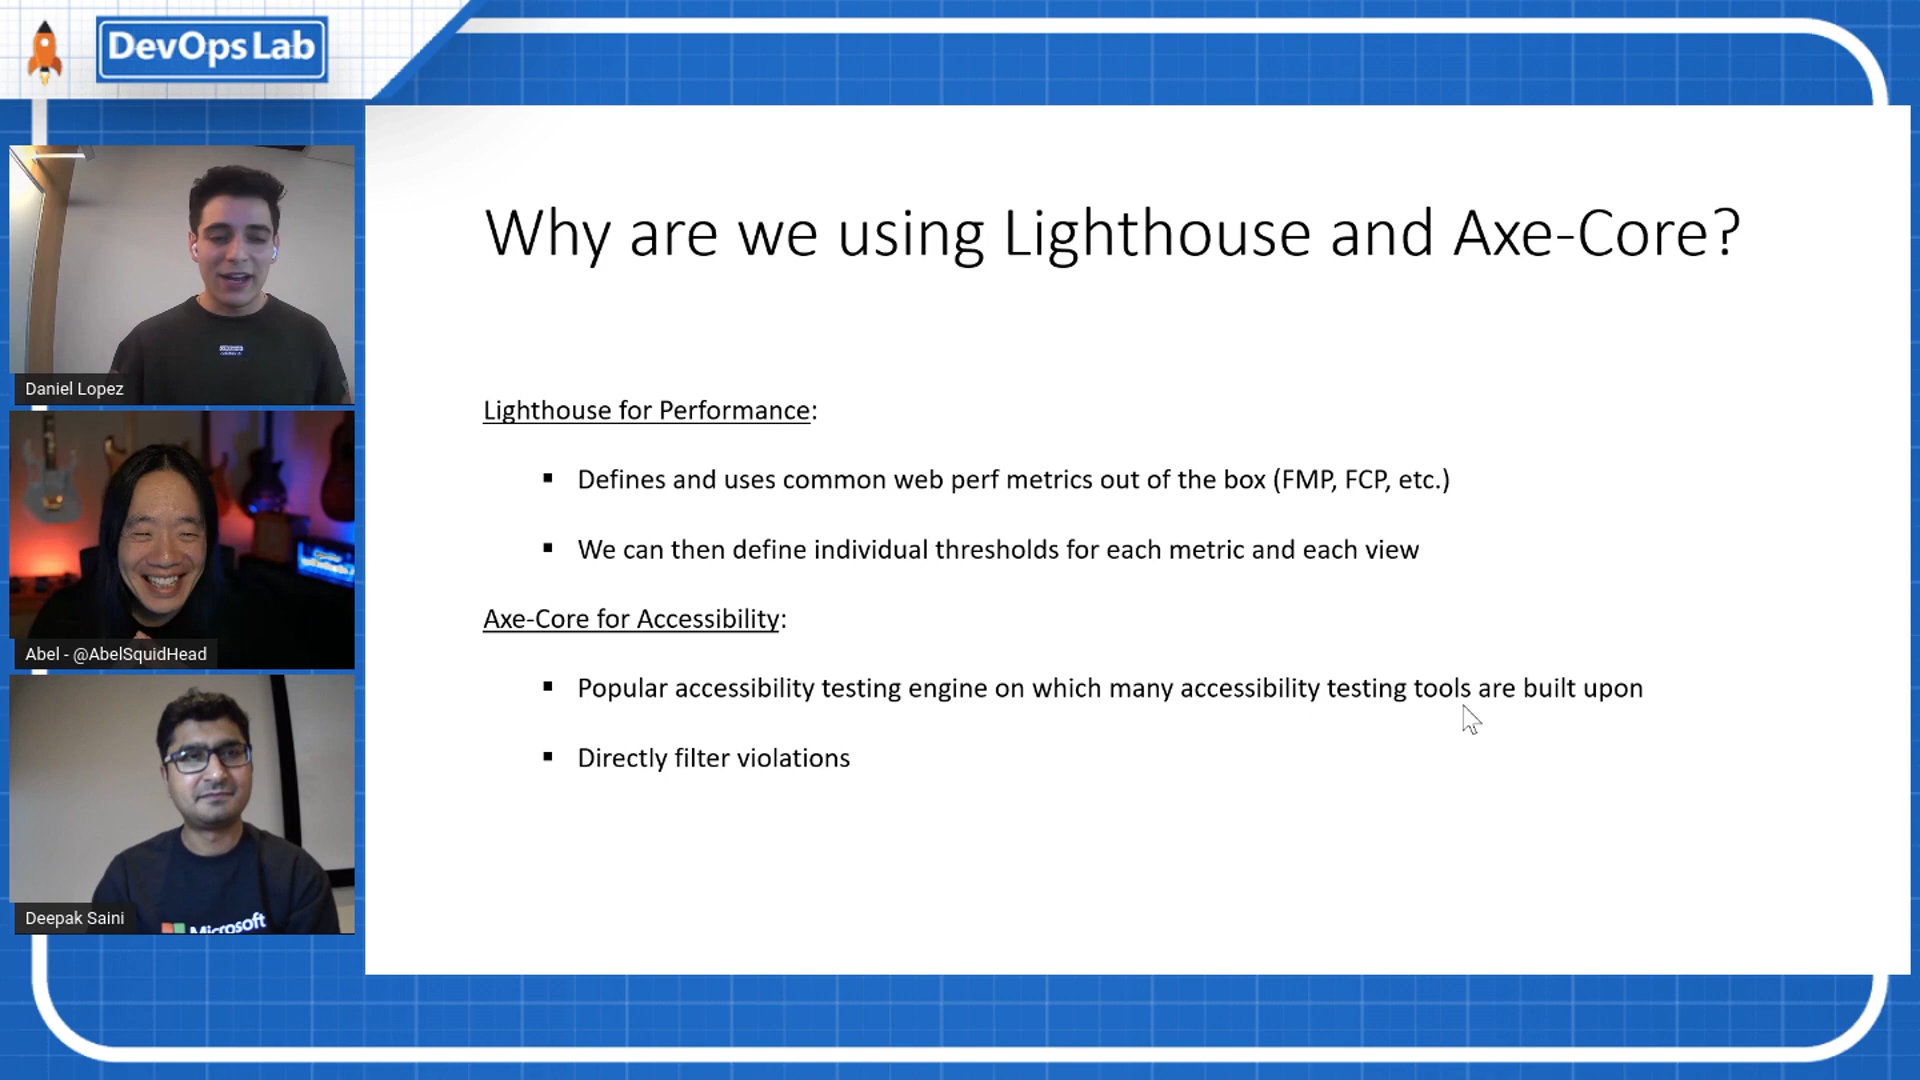 DevOps Lab
Why are we using Lighthouse and Axe-Core?
Lighthouse for Performance:
▪ Defines and uses common web perf metrics out of the box (FMP, FCP, etc.)
▪ We can then define individual thresholds for each metric and each view
Axe-Core for Accessibility:
▪ Popular accessibility testing engine on which many accessibility testing tools are built upon
▪ Directly filter violations
Daniel Lopez
Abel - @AbelSquidHead
Microsoft
Deepak Saini